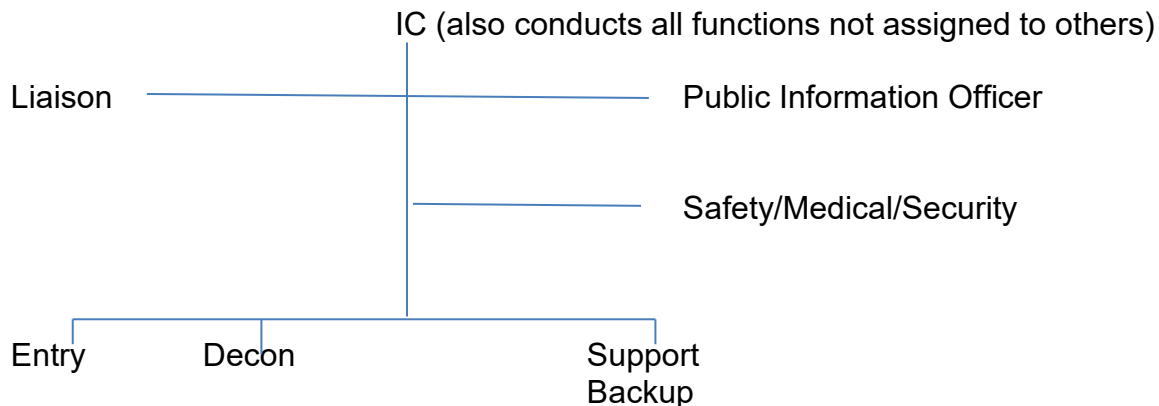 IC (also conducts all functions not assigned to others)
Liaison
Public Information Officer
Safety/Medical/Security
Entry
Decon
Support
Backup